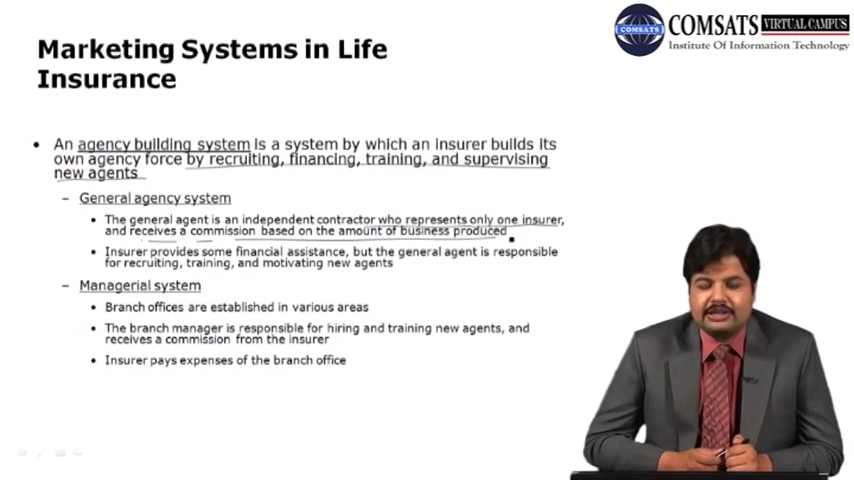 COMSATS VIRTUAL CAMPUS
COMSATS
Institute Of Information Technology
Marketing Systems in Life
Insurance
• An agency building system is a system by which an insurer builds its
own agency force by recruiting, financing, training, and supervising
new agents
– General agency system
• The general agent is an independent contractor who represents only one insurer,
and receives a commission based on the amount of business produced
• Insurer provides some financial assistance, but the general agent is responsible
for recruiting, training, and motivating new agents
– Managerial system
• Branch offices are established in various areas
• The branch manager is responsible for hiring and training new agents, and
receives a commission from the insurer
• Insurer pays expenses of the branch office